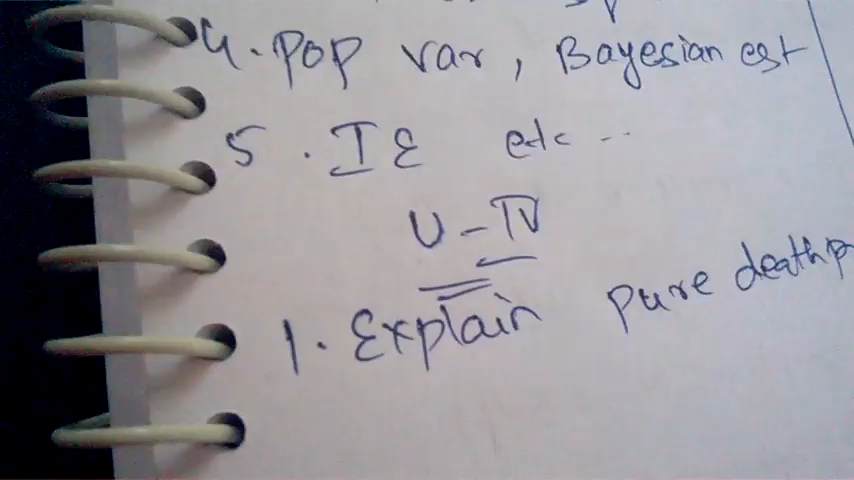 4. Pop var, Bayesian est
5. IE etc...
U-IV
1. Explain pure death p